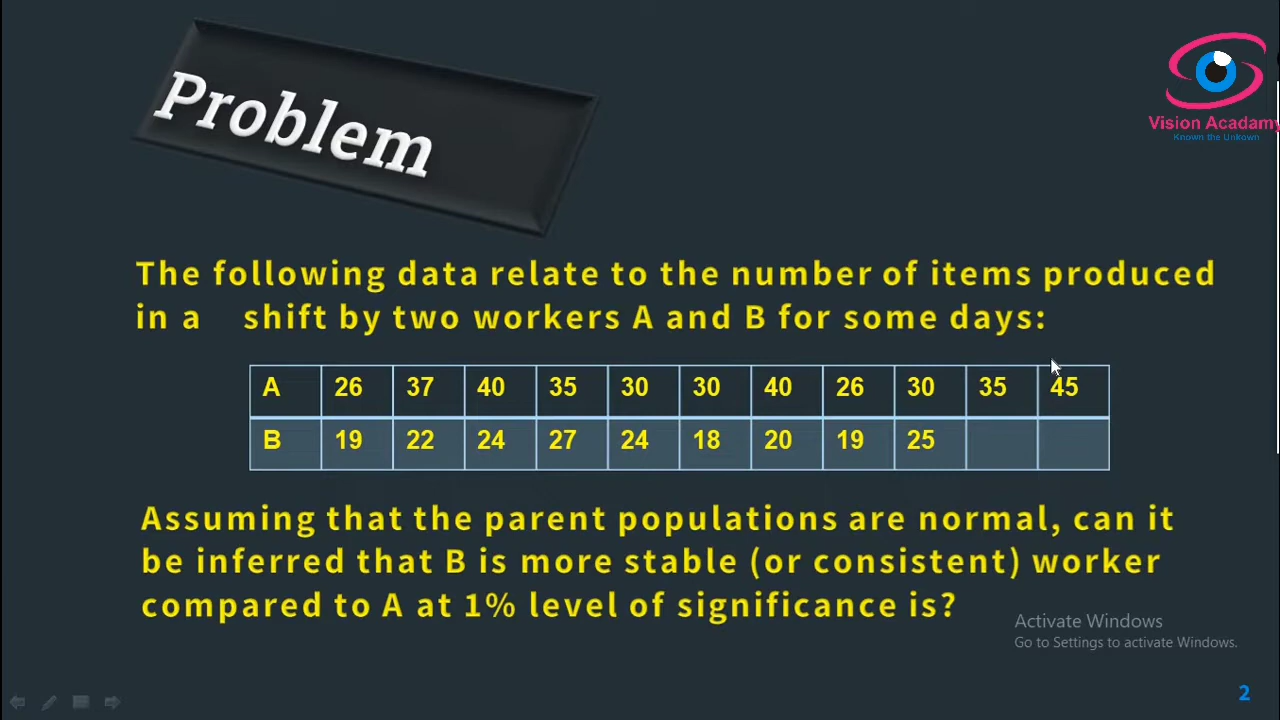 Problem
Vision Acadamy
Known the Unkown
The following data relate to the number of items produced
in a shift by two workers A and B for some days:
A 26 37 40 35 30 30 40 26 30 35 45
B 19 22 24 27 24 18 20 19 25
Assuming that the parent populations are normal, can it
be inferred that B is more stable (or consistent) worker
compared to A at 1% level of significance is?
Activate Windows
Go to Settings to activate Windows.
2